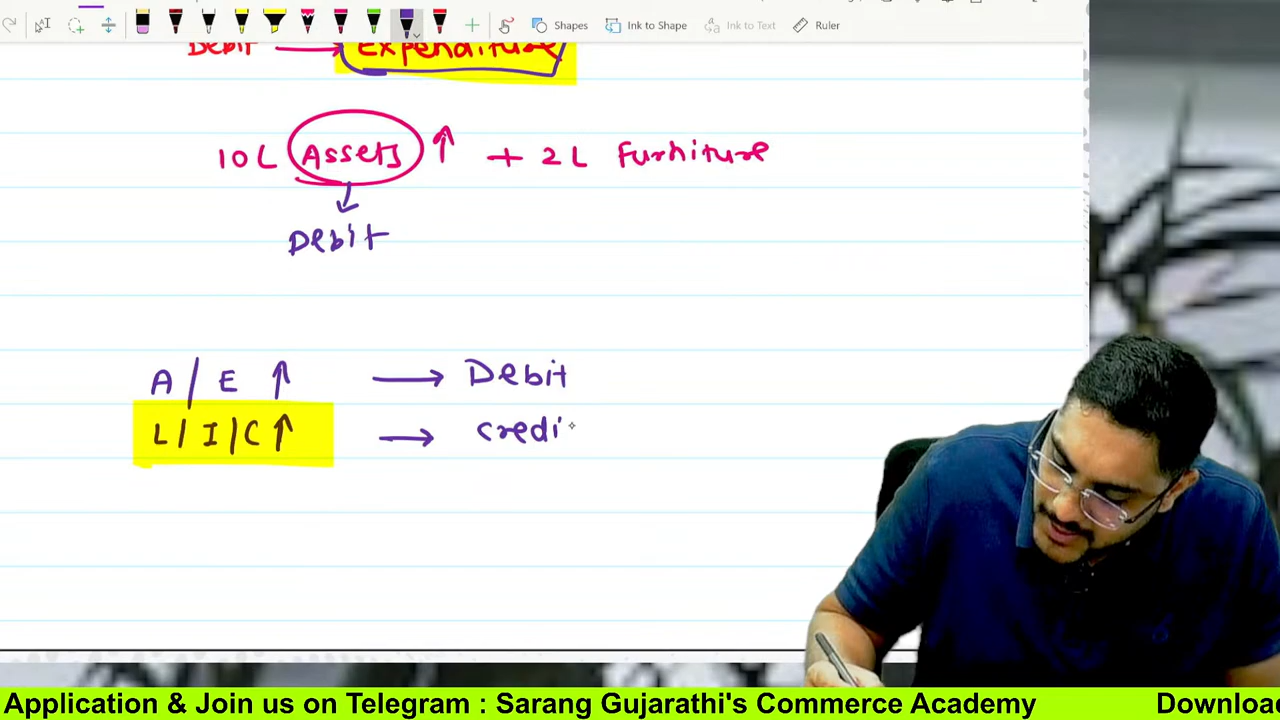 Shapes Ink to Shape Ink to Text Ruler
Debit → Expenditure
10L Assets ↑ + 2L Furniture
↓
Debit
A / E ↑ → Debit
L / I / C ↑ → Credi
Application & Join us on Telegram : Sarang Gujarathi's Commerce Academy Downloa